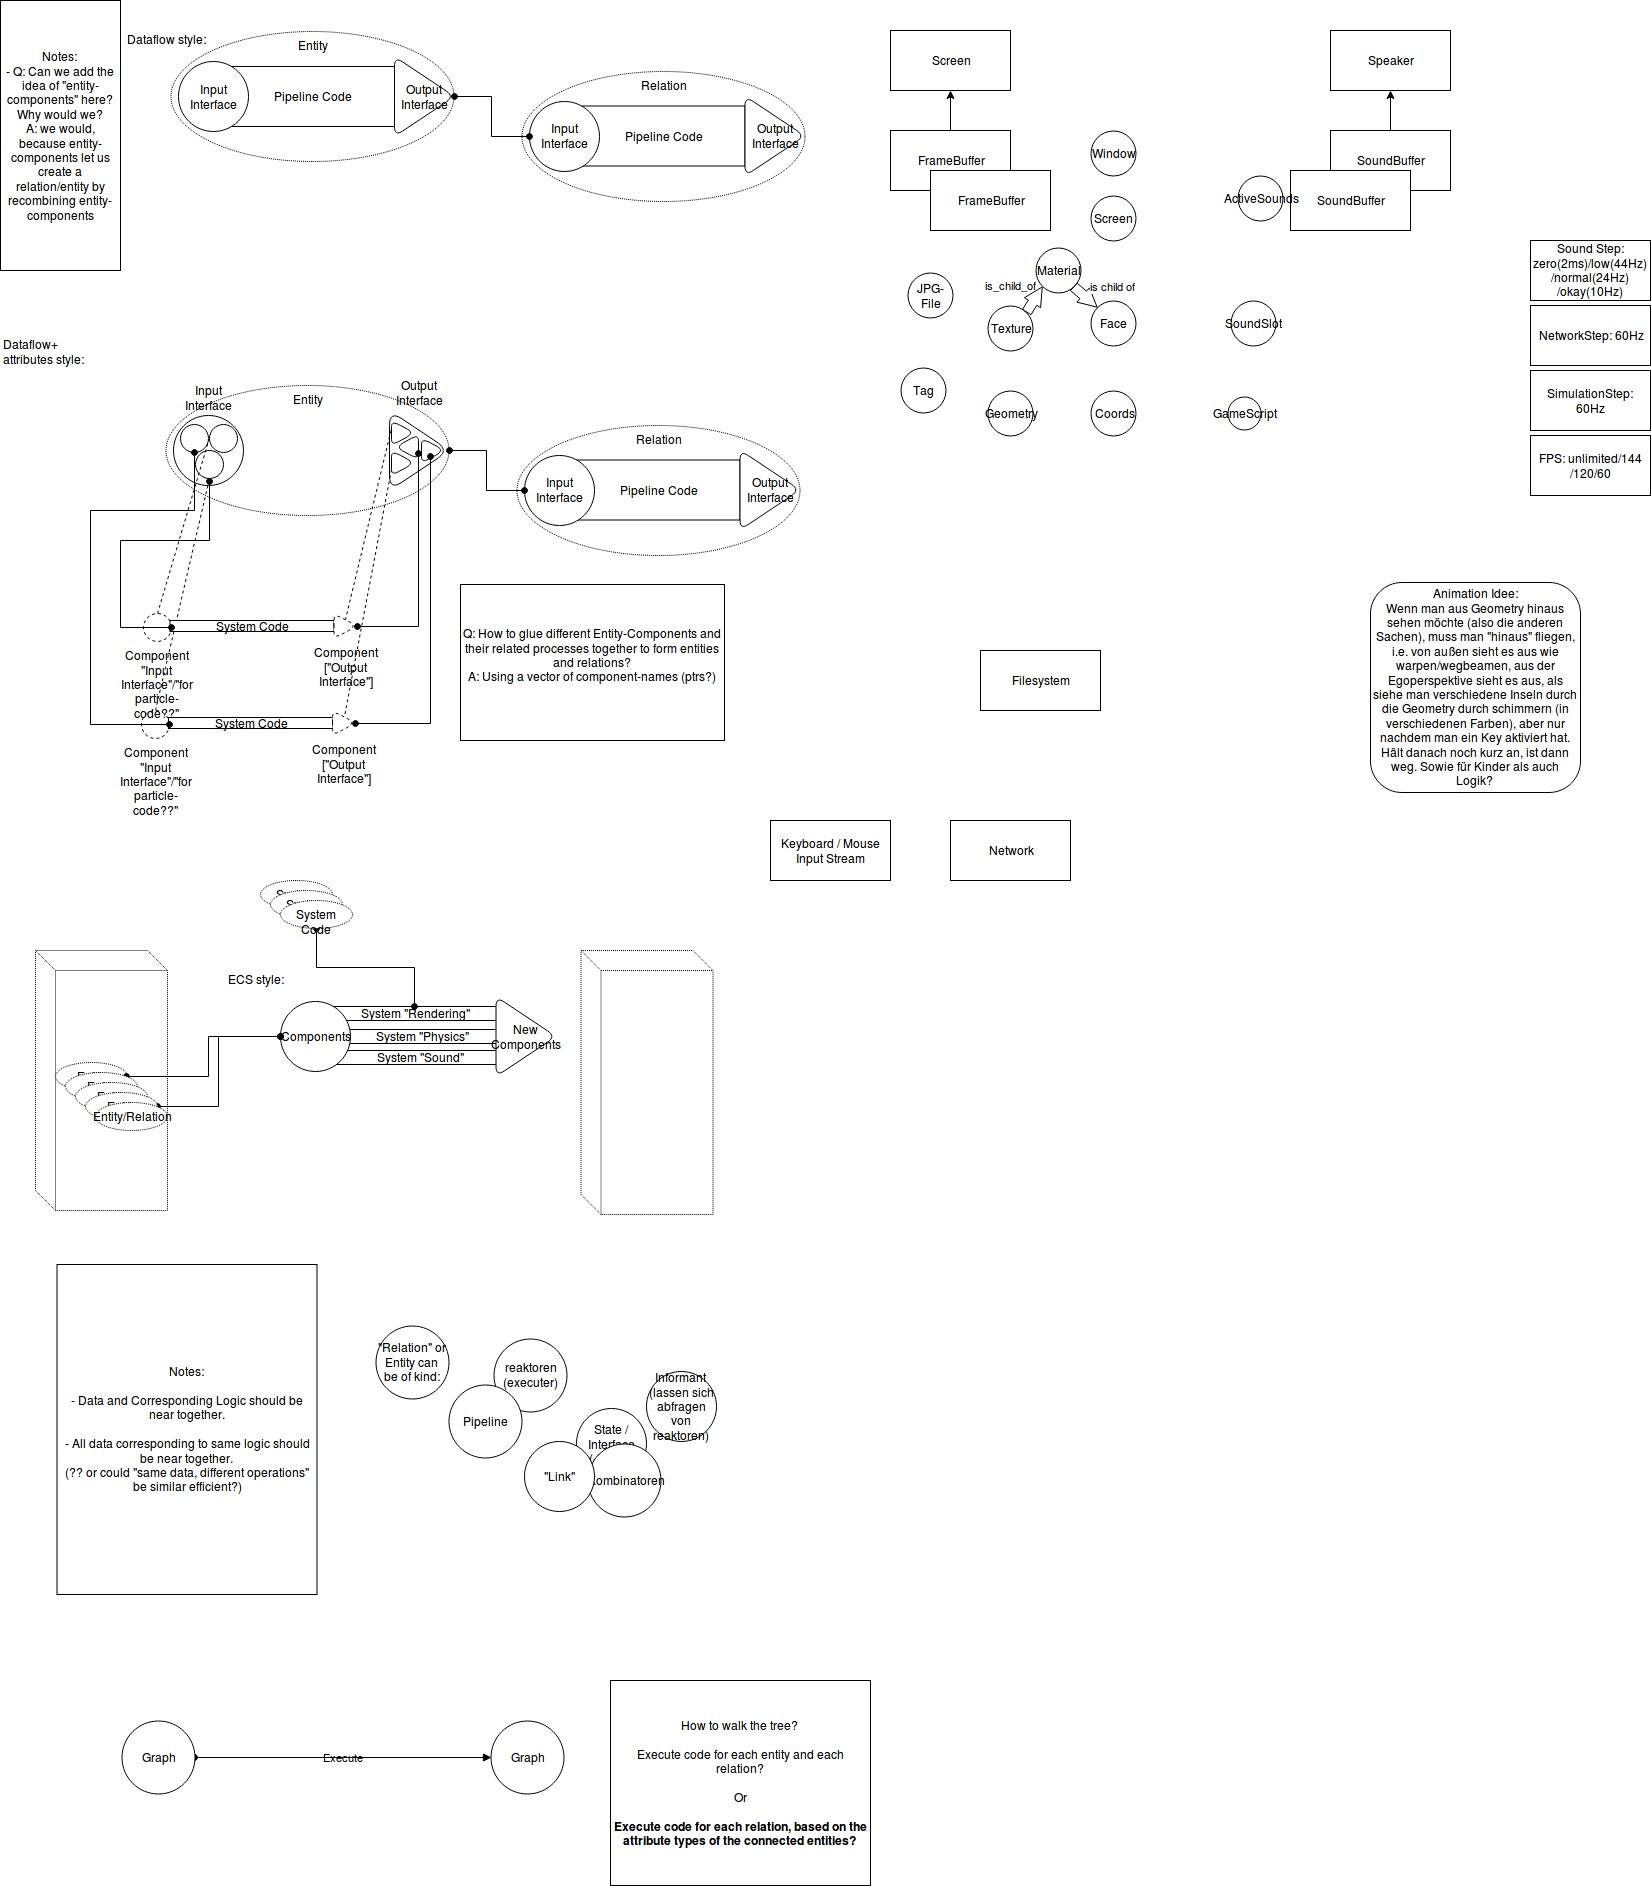 Notes:
- Q: Can we add the
idea of "entity-
components" here?
Why would we?
A: we would,
because entity-
components let us
create a
relation/entity by
recombining entity-
components
Dataflow style:
Entity
Input
Interface
Pipeline Code
Output
Interface
Relation
Input
Interface
Pipeline Code
Output
Interface
Screen
FrameBuffer
FrameBuffer
Window
Screen
Speaker
SoundBuffer
SoundBuffer
ActiveSounds
Material
is_child_of
is child of
JPG-
File
Texture
Face
SoundSlot
Tag
Geometry
Coords
GameScript
Sound Step:
zero(2ms)/low(44Hz)
/normal(24Hz)
/okay(10Hz)
NetworkStep: 60Hz
SimulationStep:
60Hz
FPS: unlimited/144
/120/60
Dataflow+
attributes style:
Input
Interface
Entity
Output
Interface
Relation
Input
Interface
Pipeline Code
Output
Interface
System Code
Component
"Input
Interface"/"for
particle-
code??"
Component
["Output
Interface"]
System Code
Component
"Input
Interface"/"for
particle-
code??"
Component
["Output
Interface"]
Q: How to glue different Entity-Components and
their related processes together to form entities
and relations?
A: Using a vector of component-names (ptrs?)
Filesystem
Animation Idee:
Wenn man aus Geometry hinaus
sehen möchte (also die anderen
Sachen), muss man "hinaus" fliegen,
i.e. von außen sieht es aus wie
warpen/wegbeamen, aus der
Egoperspektive sieht es aus, als
siehe man verschiedene Inseln durch
die Geometry durch schimmern (in
verschiedenen Farben), aber nur
nachdem man ein Key aktiviert hat.
Hält danach noch kurz an, ist dann
weg. Sowie für Kinder als auch
Logik?
Keyboard / Mouse
Input Stream
Network
System
Code
ECS style:
Components
System "Rendering"
System "Physics"
System "Sound"
New
Components
Entity/Relation
Notes:
- Data and Corresponding Logic should be
near together.
- All data corresponding to same logic should
be near together.
(?? or could "same data, different operations"
be similar efficient?)
"Relation" or
Entity can
be of kind:
reaktoren
(executer)
Pipeline
Informant
(lassen sich
abfragen
von
reaktoren)
State /
Interface
"Link"
ombinatoren
Graph
Execute
Graph
How to walk the tree?
Execute code for each entity and each
relation?
Or
Execute code for each relation, based on the
attribute types of the connected entities?